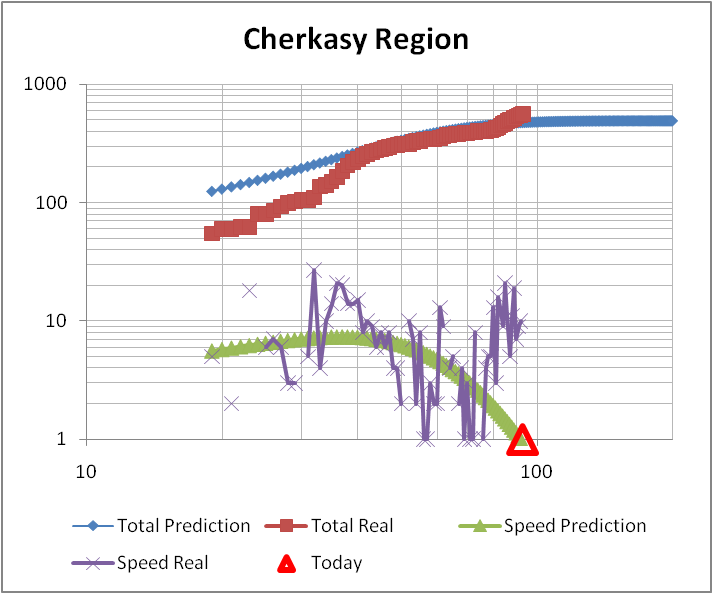 Cherkasy Region
1000
100
10
1
10 100
Total Prediction Total Real Speed Prediction
Speed Real Today